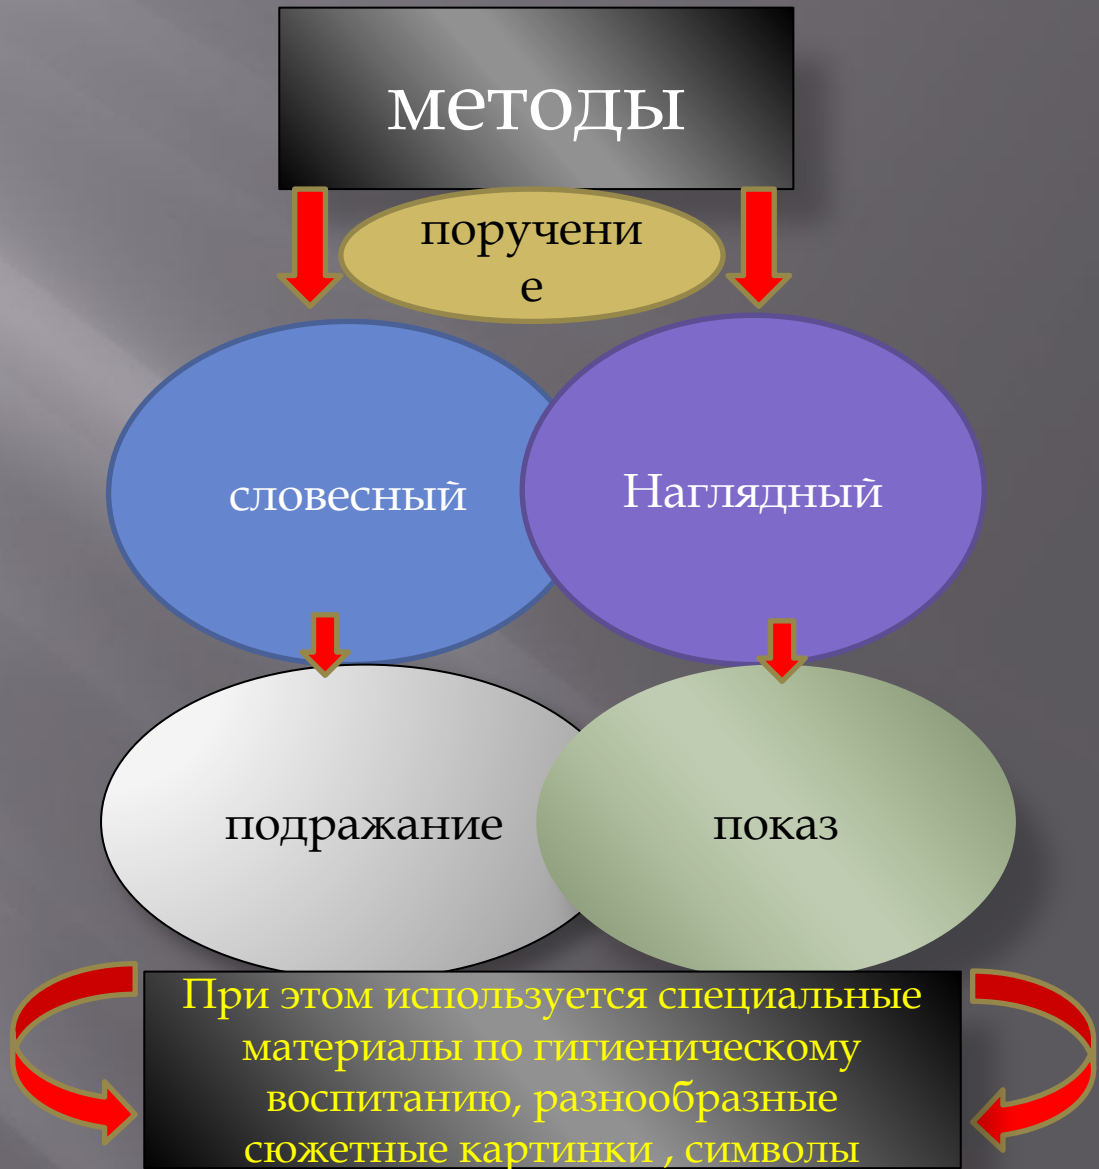 методы
поручени
е
словесный
Наглядный
подражание
показ
При этом используется специальные
материалы по гигиеническому
воспитанию, разнообразные
сюжетные картинки , символы